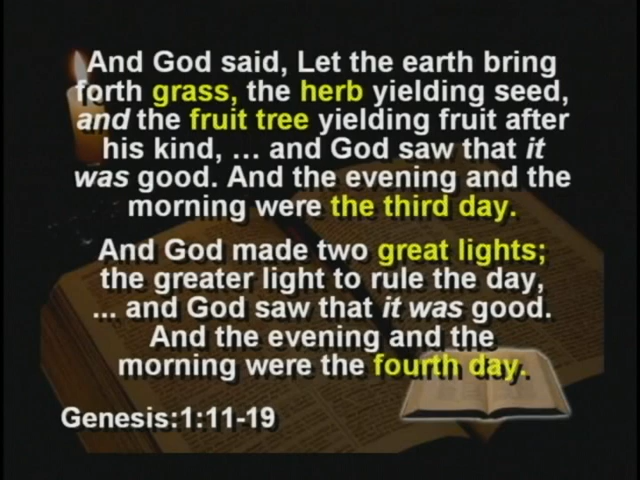 And God said, Let the earth bring
forth grass, the herb yielding seed,
and the fruit tree yielding fruit after
his kind, ... and God saw that it
was good. And the evening and the
morning were the third day.
And God made two great lights;
the greater light to rule the day,
... and God saw that it was good.
And the evening and the
morning were the fourth day.
Genesis:1:11-19